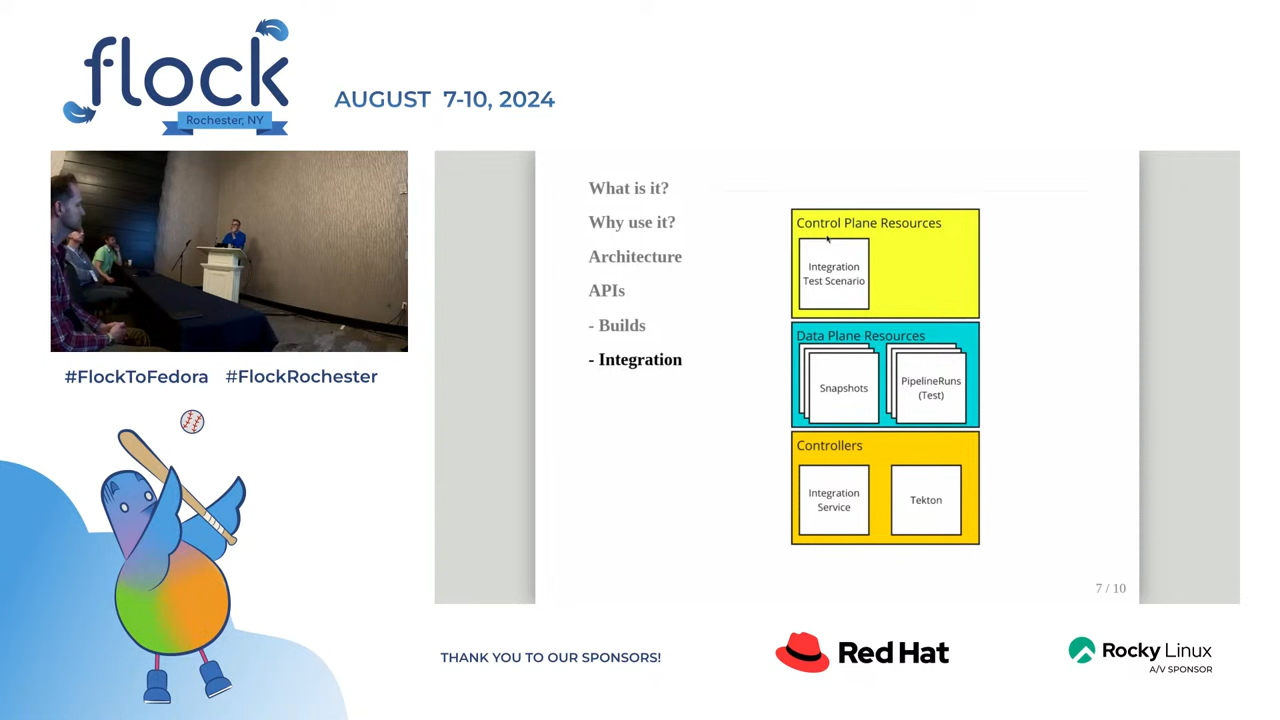 flock
Rochester, NY
AUGUST 7-10, 2024
#FlockToFedora #FlockRochester
What is it?
Why use it?
Architecture
APIs
- Builds
- Integration
Control Plane Resources
Integration
Test Scenario
Data Plane Resources
Snapshots
PipelineRuns
(Test)
Controllers
Integration
Service
Tekton
7 / 10
THANK YOU TO OUR SPONSORS!
Red Hat
Rocky Linux
A/V SPONSOR